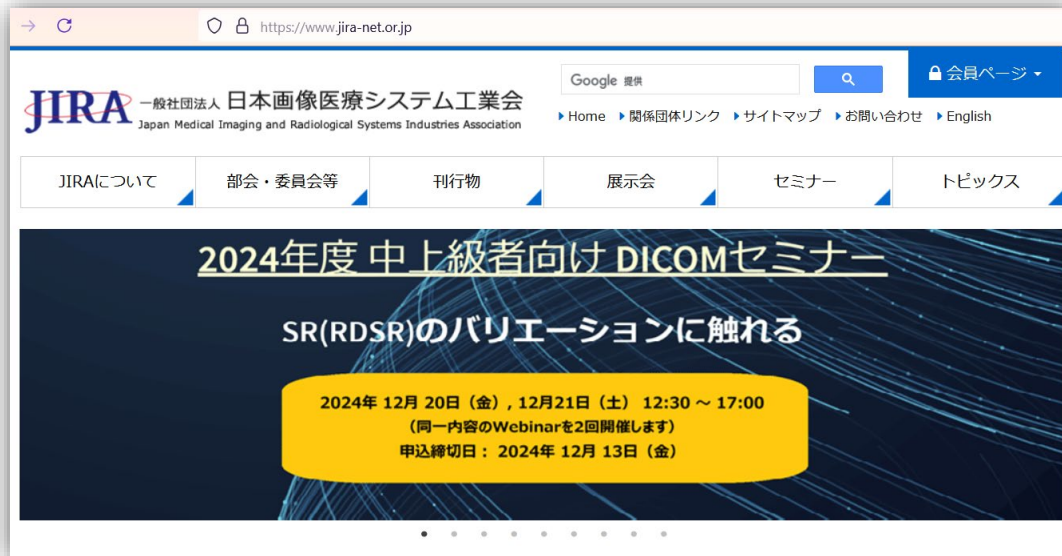 https://www.jira-net.or.jp
JIRA 一般社団法人 日本画像医療システム工業会
Japan Medical Imaging and Radiological Systems Industries Association
Google 提供
会員ページ
Home 関係団体リンク サイトマップ お問い合わせ English
JIRAについて 部会・委員会等 刊行物 展示会 セミナー トピックス
2024年度 中上級者向け DICOMセミナー
SR(RDSR)のバリエーションに触れる
2024年 12月 20日（金）, 12月21日（土） 12:30 ～ 17:00
（同一内容のWebinarを2回開催します）
申込締切日： 2024年 12月 13日（金）